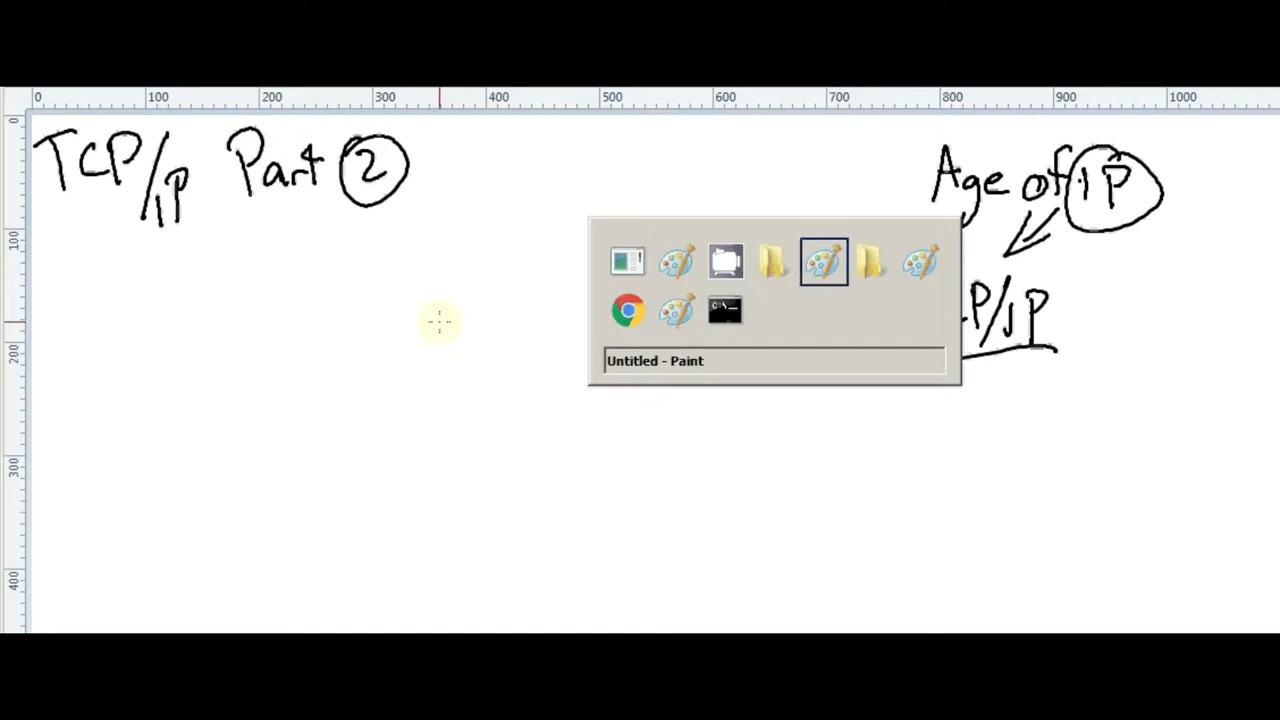 0 100 200 300 400 500 600 700 800 900 1000
0
100
200
300
400
TCP/IP Part 2
Age of IP
P/IP
C:\
Untitled - Paint